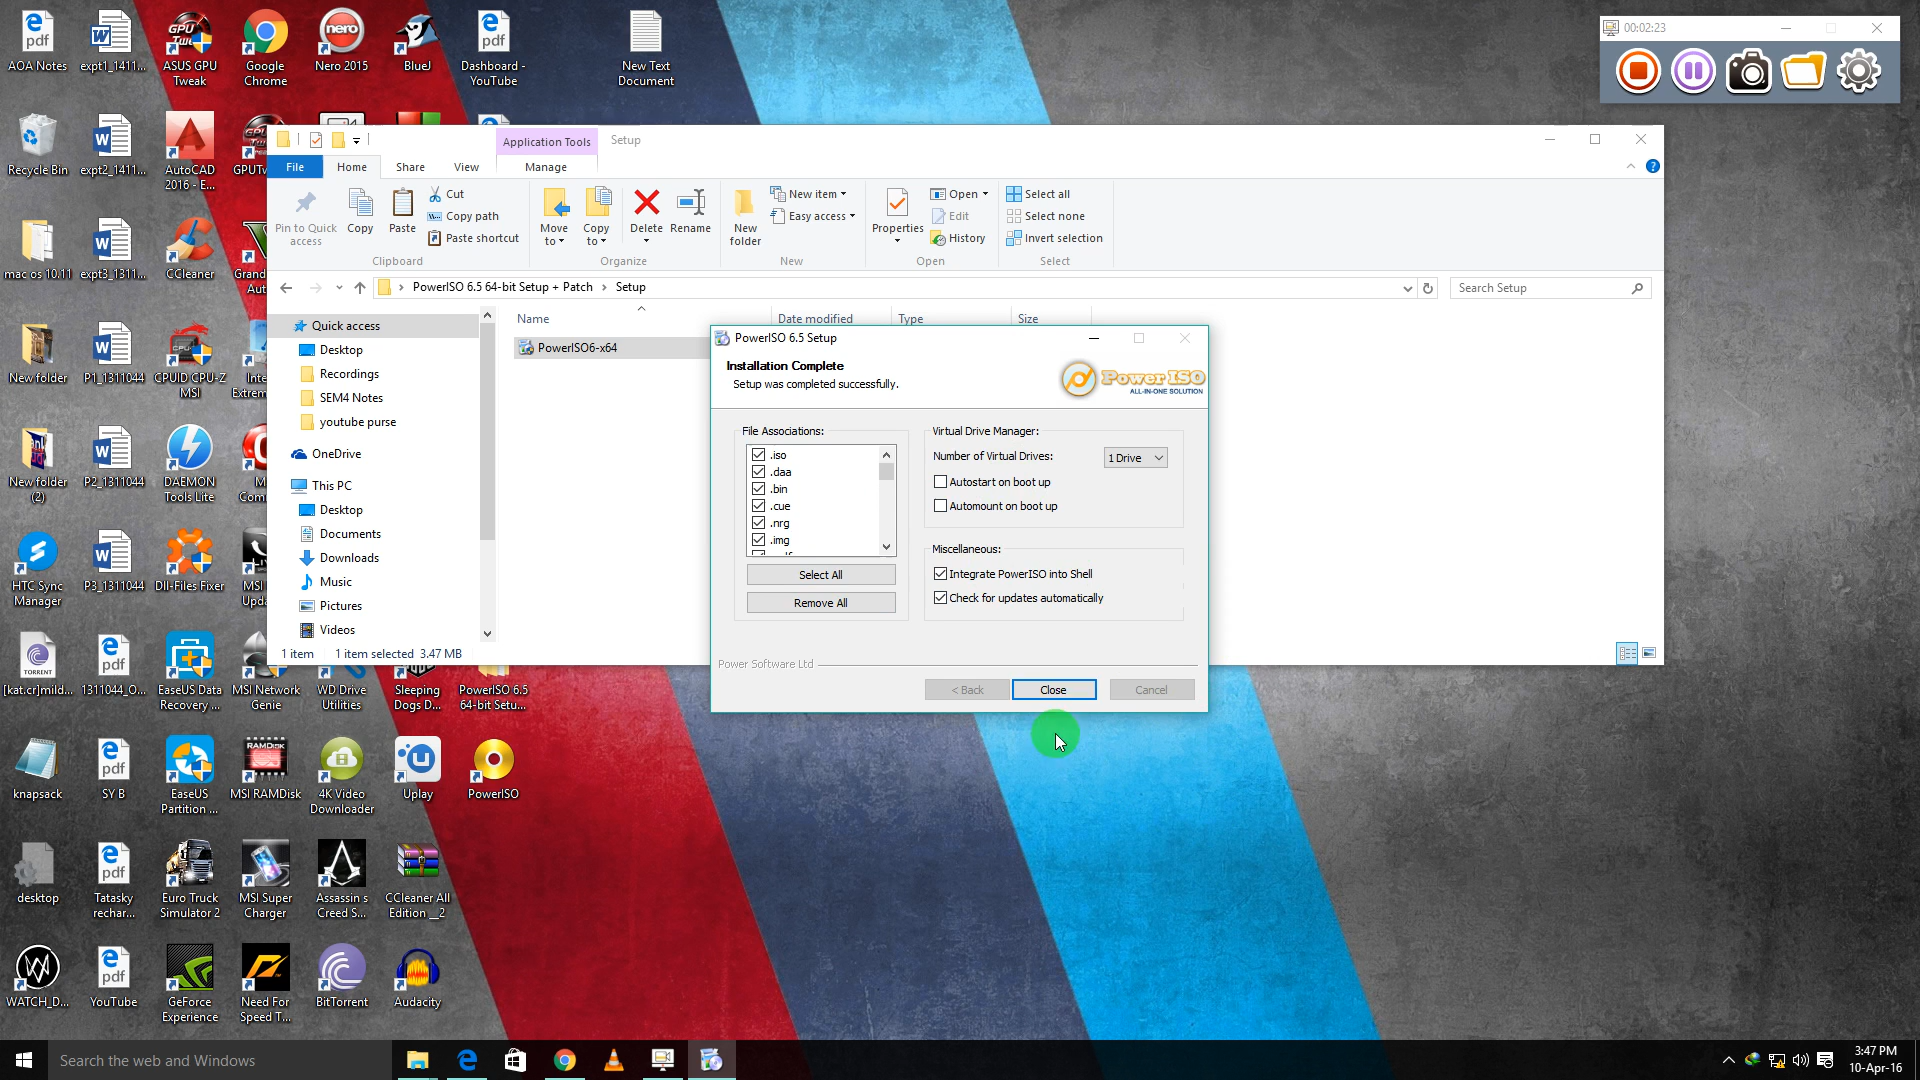 AOA Notes
expt1_1411...
ASUS GPU
Tweak
Google
Chrome
Nero 2015
BlueJ
Dashboard -
YouTube
New Text
Document
00:02:23
Recycle Bin
expt2_1411...
AutoCAD
2016 - E...
Application Tools
Setup
File
Home
Share
View
Manage
Pin to Quick
access
Copy
Paste
Cut
Copy path
Paste shortcut
Clipboard
Move
to
Copy
to
Delete
Rename
Organize
New
folder
New item
Easy access
New
Properties
Open
Edit
History
Open
Select all
Select none
Invert selection
Select
mac os 10.11
expt3_1311...
CCleaner
PowerISO 6.5 64-bit Setup + Patch
Setup
Search Setup
Quick access
Desktop
Recordings
SEM4 Notes
youtube purse
OneDrive
This PC
Desktop
Documents
Downloads
Music
Pictures
Videos
Name
Date modified
Type
Size
PowerISO6-x64
1 item
1 item selected 3.47 MB
PowerISO 6.5 Setup
Installation Complete
Setup was completed successfully.
Power ISO
ALL-IN-ONE SOLUTION
File Associations:
.iso
.daa
.bin
.cue
.nrg
.img
Select All
Remove All
Virtual Drive Manager:
Number of Virtual Drives:
1 Drive
Autostart on boot up
Automount on boot up
Miscellaneous:
Integrate PowerISO into Shell
Check for updates automatically
Power Software Ltd
< Back
Close
Cancel
New folder
P1_1311044
CPUID CPU-Z
MSI
New folder
(2)
P2_1311044
DAEMON
Tools Lite
HTC Sync
Manager
P3_1311044
Dll-Files Fixer
[kat.cr]mild...
1311044_O...
EaseUS Data
Recovery ...
MSI Network
Genie
WD Drive
Utilities
Sleeping
Dogs D...
PowerISO 6.5
64-bit Setu...
knapsack
SY B
EaseUS
Partition ...
MSI RAMDisk
4K Video
Downloader
Uplay
PowerISO
desktop
Tatasky
rechar...
Euro Truck
Simulator 2
MSI Super
Charger
Assassin s
Creed S...
CCleaner All
Edition __2
WATCH_D...
YouTube
GeForce
Experience
Need For
Speed T...
BitTorrent
Audacity
Search the web and Windows
3:47 PM
10-Apr-16